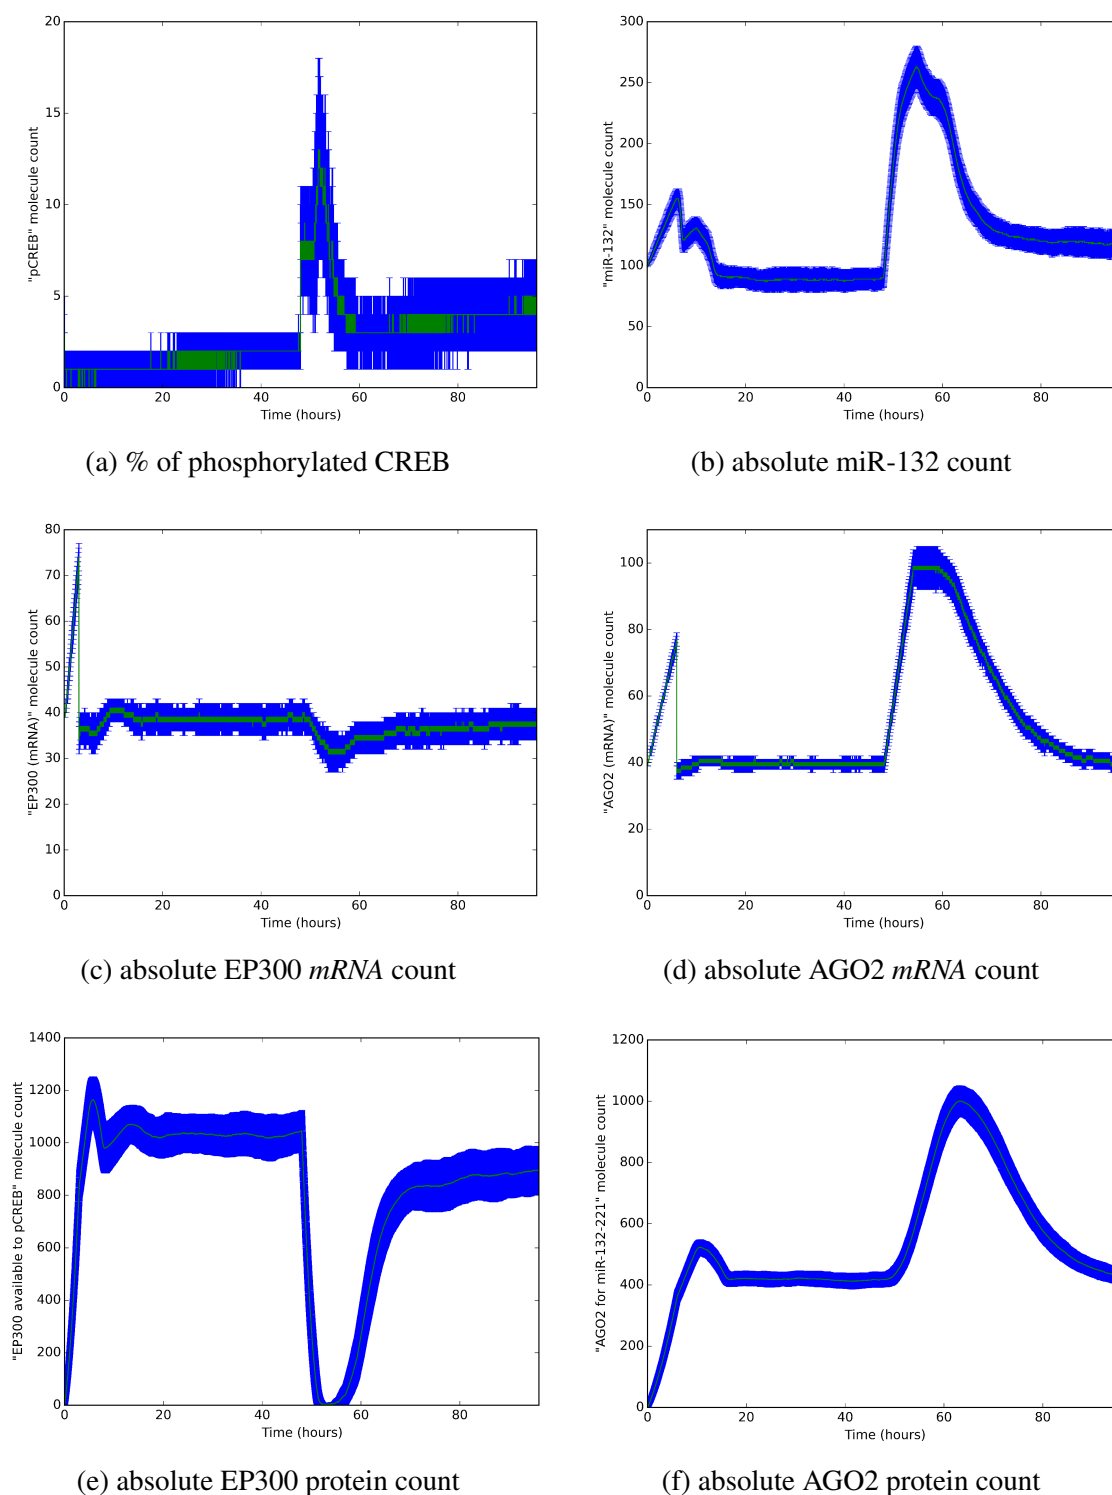 20
15
10
5
0
"pCREB" molecule count
0 20 40 60 80
Time (hours)
(a) % of phosphorylated CREB
300
250
200
150
100
50
0
"miR-132" molecule count
0 20 40 60 80
Time (hours)
(b) absolute miR-132 count
80
70
60
50
40
30
20
10
0
"EP300 (mRNA)" molecule count
0 20 40 60 80
Time (hours)
(c) absolute EP300 mRNA count
100
80
60
40
20
0
"AGO2 (mRNA)" molecule count
0 20 40 60 80
Time (hours)
(d) absolute AGO2 mRNA count
1400
1200
1000
800
600
400
200
0
"EP300 available to pCREB" molecule count
0 20 40 60 80
Time (hours)
(e) absolute EP300 protein count
1200
1000
800
600
400
200
0
"AGO2 for miR-132-221" molecule count
0 20 40 60 80
Time (hours)
(f) absolute AGO2 protein count